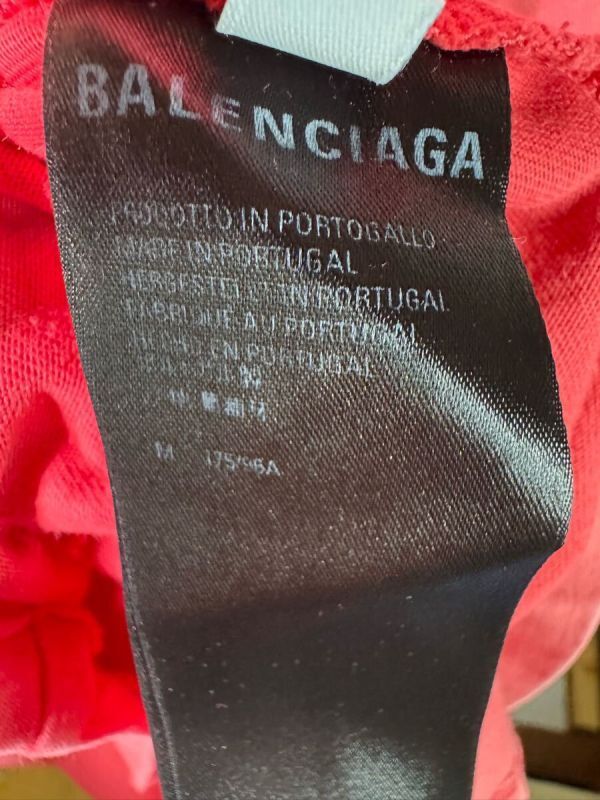 BALENCIAGA
PRODOTTO IN PORTOGALLO
MADE IN PORTUGAL
HERGESTELLT IN PORTUGAL
FABRIQUE AU PORTUGAL
EN PORTUGAL
M 175/96A